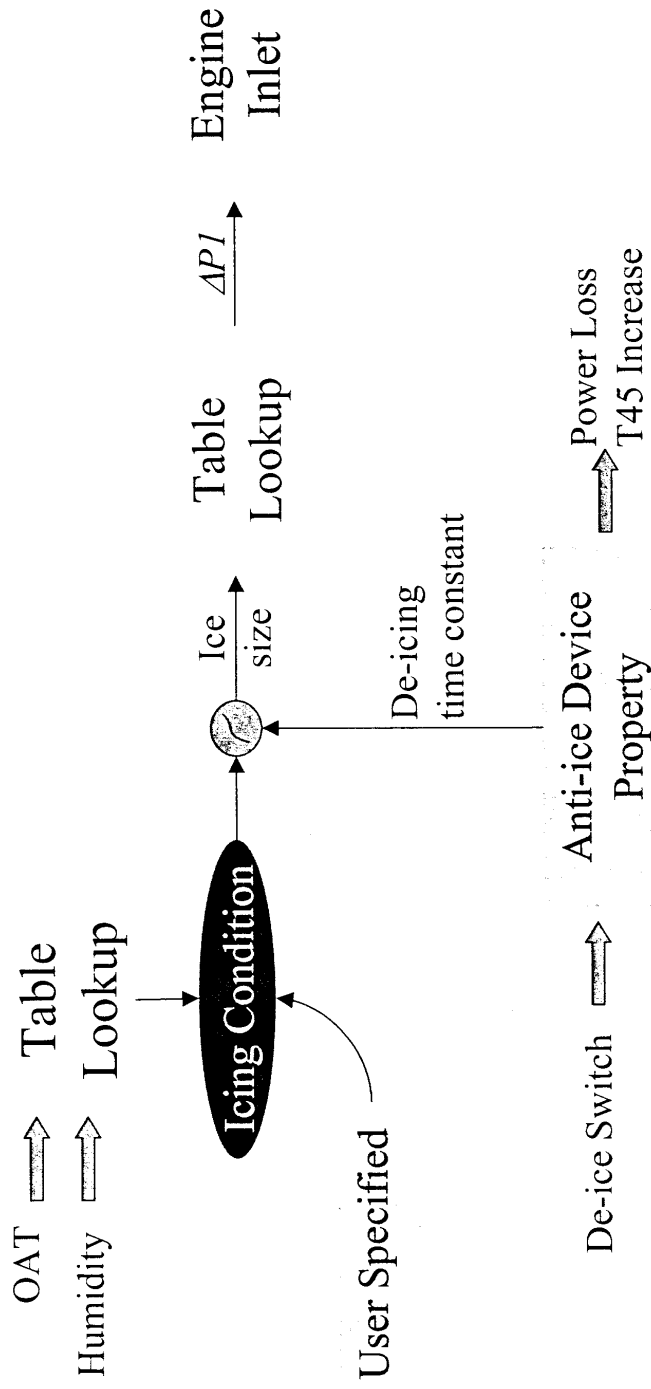 OAT
Humidity
Table
Lookup
User Specified
Icing Condition
Ice
size
Table
Lookup
ΔP1
Engine
Inlet
De-icing
time constant
De-ice Switch
Anti-ice Device
Property
Power Loss
T45 Increase